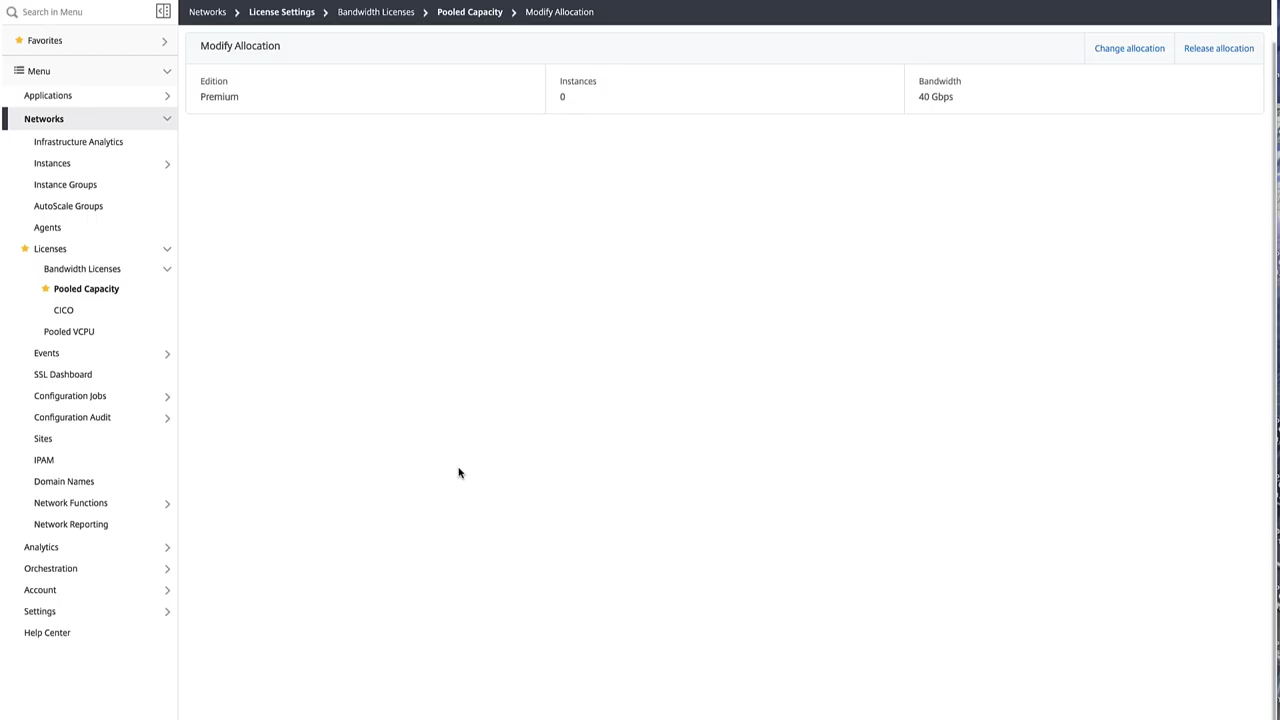 Search in Menu
Favorites
Menu
Applications
Networks
Infrastructure Analytics
Instances
Instance Groups
AutoScale Groups
Agents
Licenses
Bandwidth Licenses
Pooled Capacity
CICO
Pooled VCPU
Events
SSL Dashboard
Configuration Jobs
Configuration Audit
Sites
IPAM
Domain Names
Network Functions
Network Reporting
Analytics
Orchestration
Account
Settings
Help Center
Networks License Settings Bandwidth Licenses Pooled Capacity Modify Allocation
Modify Allocation Change allocation Release allocation
Edition Instances Bandwidth
Premium 0 40 Gbps